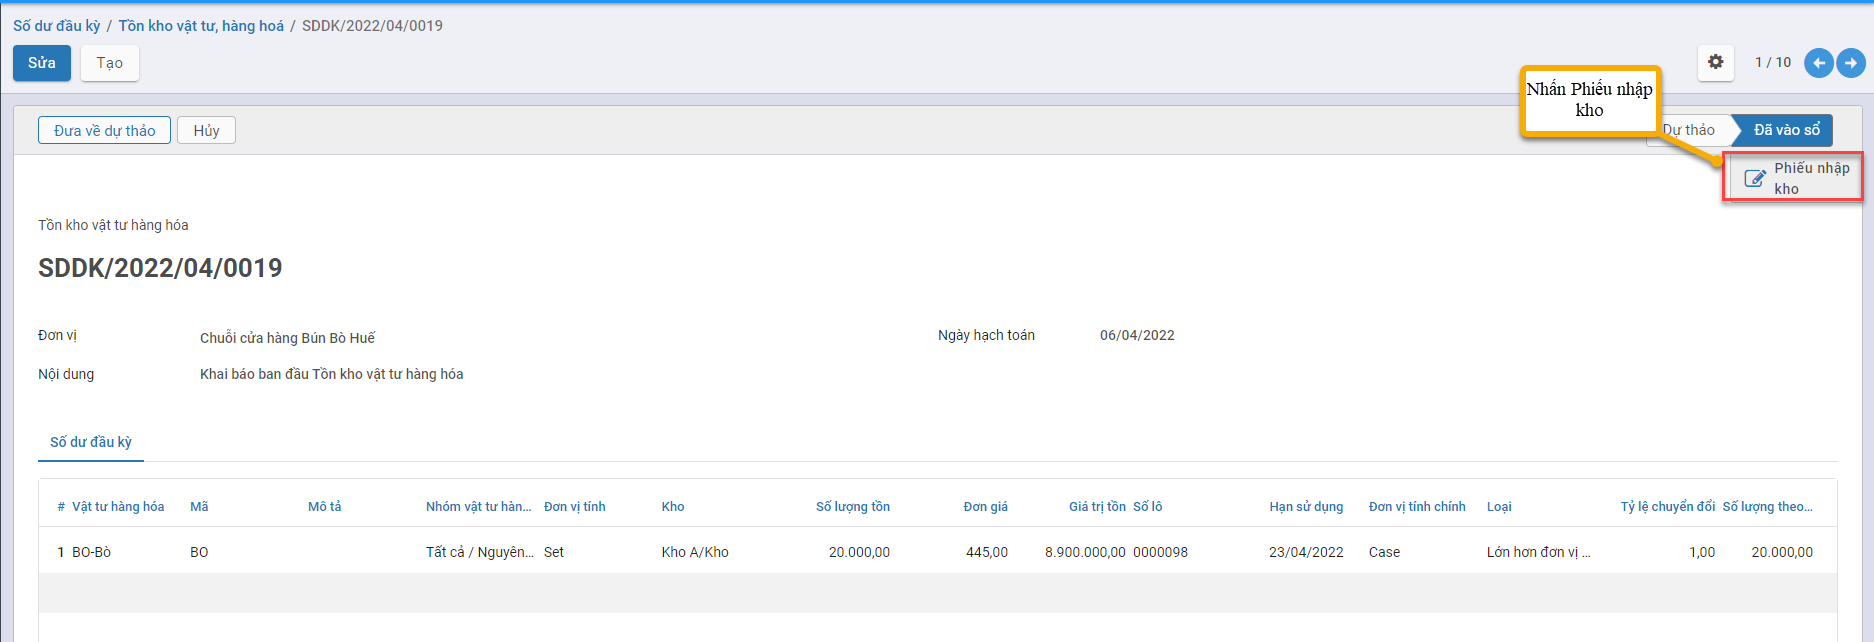 Số dư đầu kỳ / Tồn kho vật tư, hàng hoá / SDDK/2022/04/0019
Sửa Tạo 1 / 10
Nhấn Phiếu nhập
kho
Đưa về dự thảo Hủy Dự thảo Đã vào sổ
Phiếu nhập
kho
Tồn kho vật tư hàng hóa
SDDK/2022/04/0019
Đơn vị Chuỗi cửa hàng Bún Bò Huế Ngày hạch toán 06/04/2022
Nội dung Khai báo ban đầu Tồn kho vật tư hàng hóa
Số dư đầu kỳ
# Vật tư hàng hóa Mã Mô tả Nhóm vật tư hàn... Đơn vị tính Kho Số lượng tồn Đơn giá Giá trị tồn Số lô Hạn sử dụng Đơn vị tính chính Loại Tỷ lệ chuyển đổi Số lượng theo...
1 BO-Bò BO Tất cả / Nguyên... Set Kho A/Kho 20.000,00 445,00 8.900.000,00 0000098 23/04/2022 Case Lớn hơn đơn vị ... 1,00 20.000,00